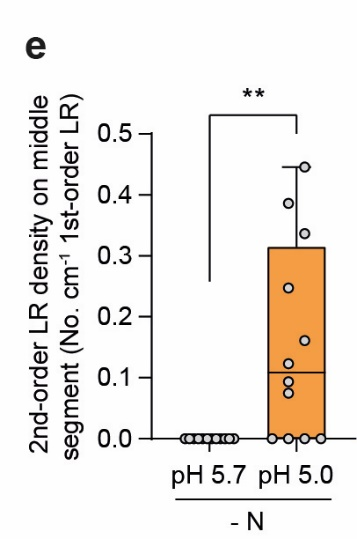 e
2nd-order LR density on middle
segment (No. cm⁻¹ 1st-order LR)
**
0.5
0.4
0.3
0.2
0.1
0.0
pH 5.7 pH 5.0
- N